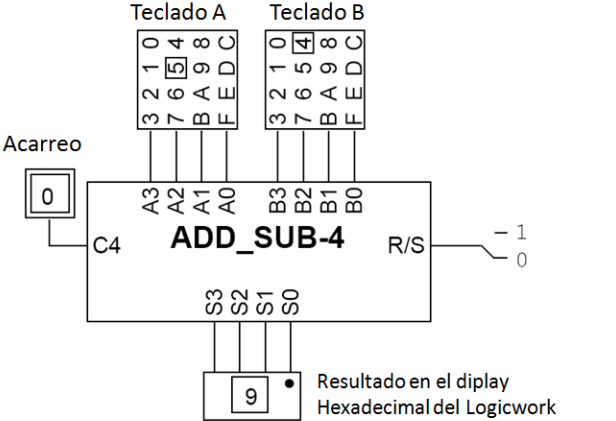 Teclado A Teclado B
0 4 8 C 0 4 8 C
1 5 9 D 1 5 9 D
2 6 A E 2 6 A E
3 7 B F 3 7 B F
Acarreo
0
A3 A2 A1 A0 B3 B2 B1 B0
ADD_SUB-4
C4 R/S
1
0
S3 S2 S1 S0
9
Resultado en el diplay
Hexadecimal del Logicwork